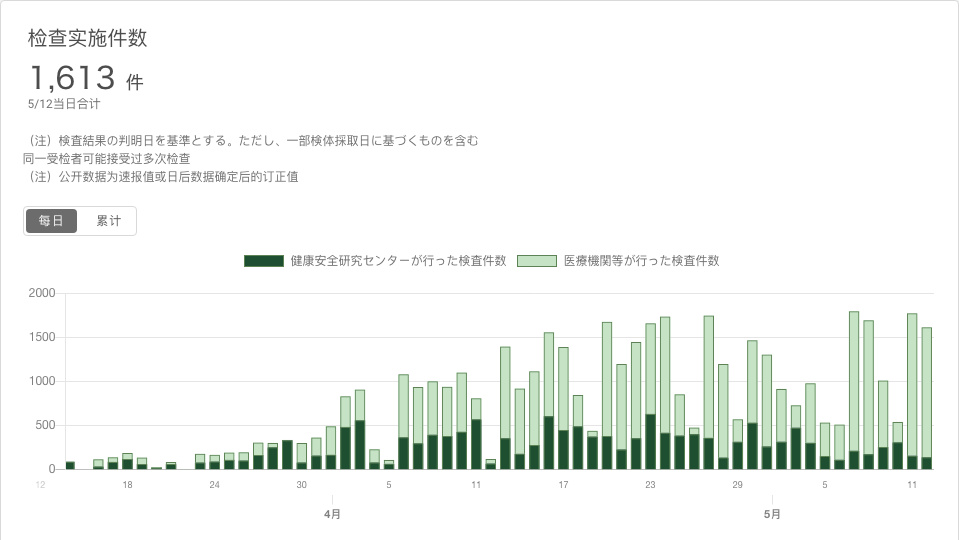 检查实施件数
1,613 件
5/12当日合计
（注）検査結果の判明日を基準とする。ただし、一部検体採取日に基づくものを含む
同一受检者可能接受过多次检查
（注）公开数据为速报值或日后数据确定后的订正值
每日 累计
健康安全研究センターが行った検査件数 医療機関等が行った検査件数
2000
1500
1000
500
0
12 18 24 30 5 11 17 23 29 5 11
4月 5月